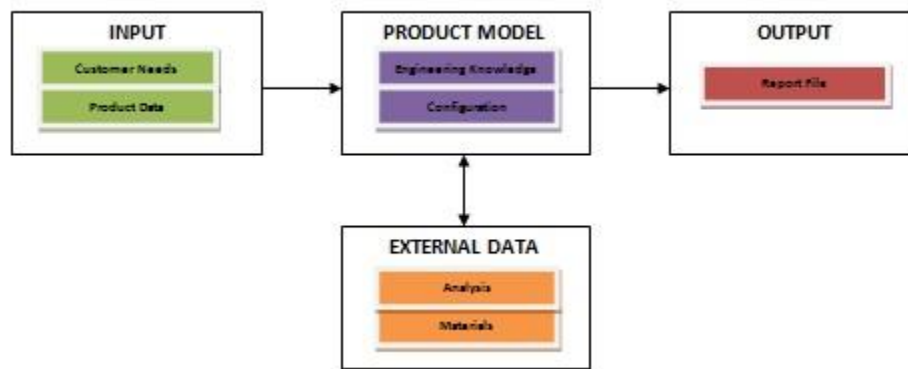 INPUT
Customer Needs
Product Data
PRODUCT MODEL
Engineering Knowledge
Configuration
OUTPUT
Report File
EXTERNAL DATA
Analysis
Materials